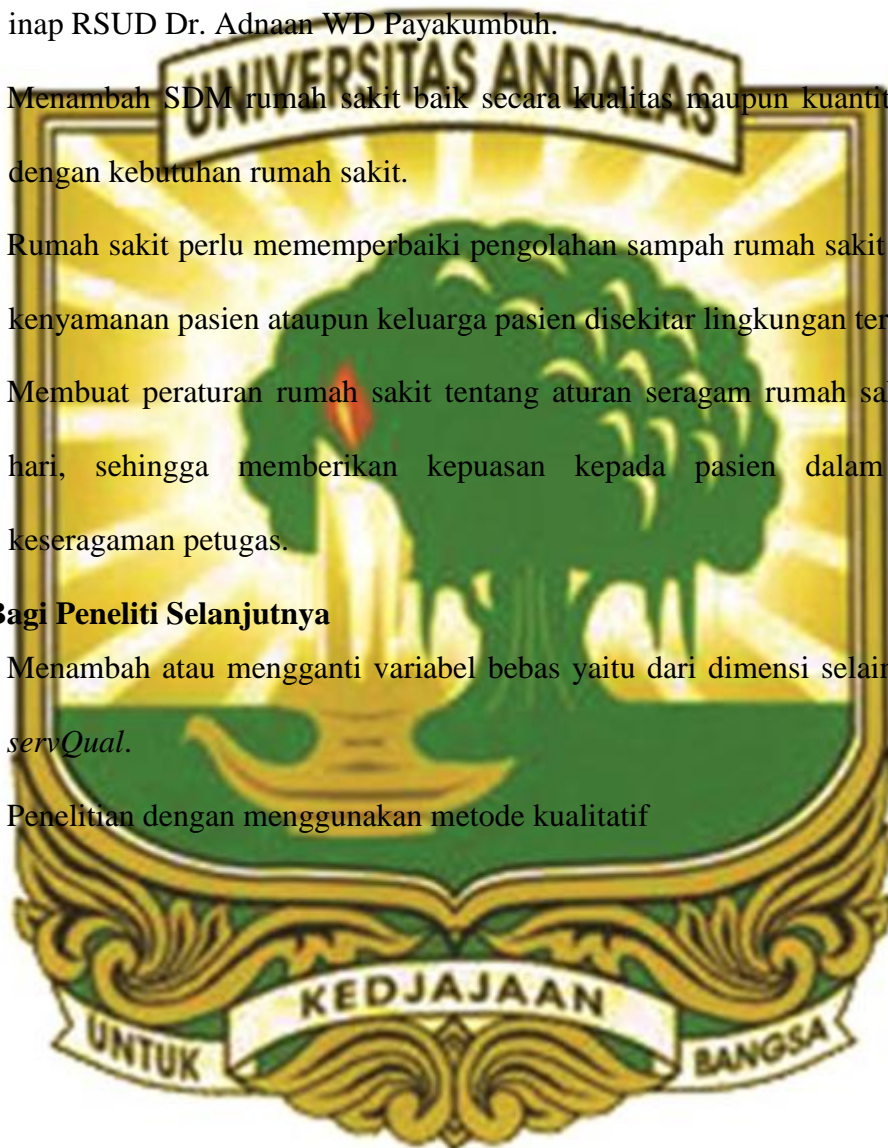 inap RSUD Dr. Adnaan WD Payakumbuh.
UNIVERSITAS ANDALAS
Menambah SDM rumah sakit baik secara kualitas maupun kuantit
dengan kebutuhan rumah sakit.
Rumah sakit perlu mememperbaiki pengolahan sampah rumah sakit
kenyamanan pasien ataupun keluarga pasien disekitar lingkungan ter
Membuat peraturan rumah sakit tentang aturan seragam rumah sa
hari, sehingga memberikan kepuasan kepada pasien dalam
keseragaman petugas.
Bagi Peneliti Selanjutnya
Menambah atau mengganti variabel bebas yaitu dari dimensi selain
servQual.
Penelitian dengan menggunakan metode kualitatif
KEDJAJAAN
UNTUK BANGSA